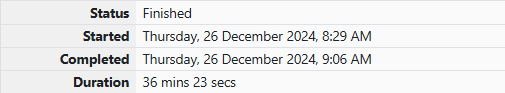 Status Finished
Started Thursday, 26 December 2024, 8:29 AM
Completed Thursday, 26 December 2024, 9:06 AM
Duration 36 mins 23 secs